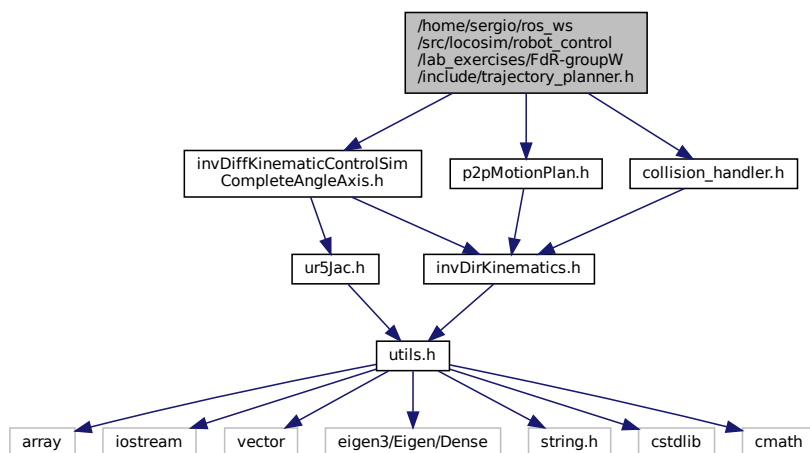 /home/sergio/ros_ws
/src/locosim/robot_control
/lab_exercises/FdR-groupW
/include/trajectory_planner.h
invDiffKinematicControlSim
CompleteAngleAxis.h
p2pMotionPlan.h
collision_handler.h
ur5Jac.h
invDirKinematics.h
utils.h
array
iostream
vector
eigen3/Eigen/Dense
string.h
cstdlib
cmath